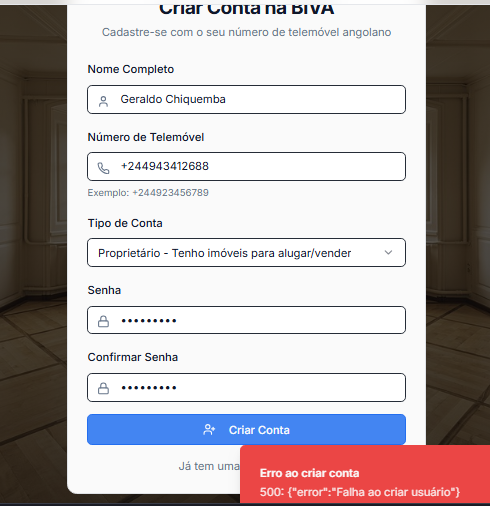 Criar Conta na BIVA
Cadastre-se com o seu número de telemóvel angolano
Nome Completo
Geraldo Chiquemba
Número de Telemóvel
+244943412688
Exemplo: +244923456789
Tipo de Conta
Proprietário - Tenho imóveis para alugar/vender
Senha
•••••••••
Confirmar Senha
•••••••••
Criar Conta
Já tem uma
Erro ao criar conta
500: {"error":"Falha ao criar usuário"}